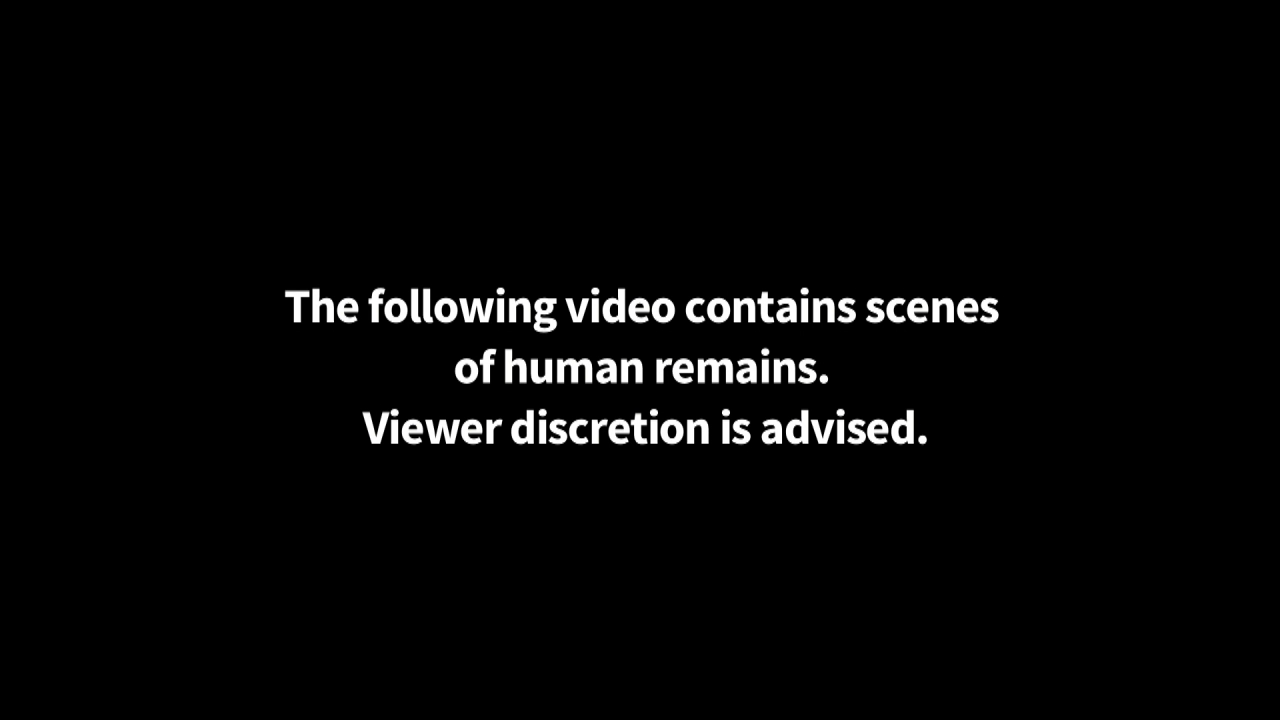 The following video contains scenes
of human remains.
Viewer discretion is advised.